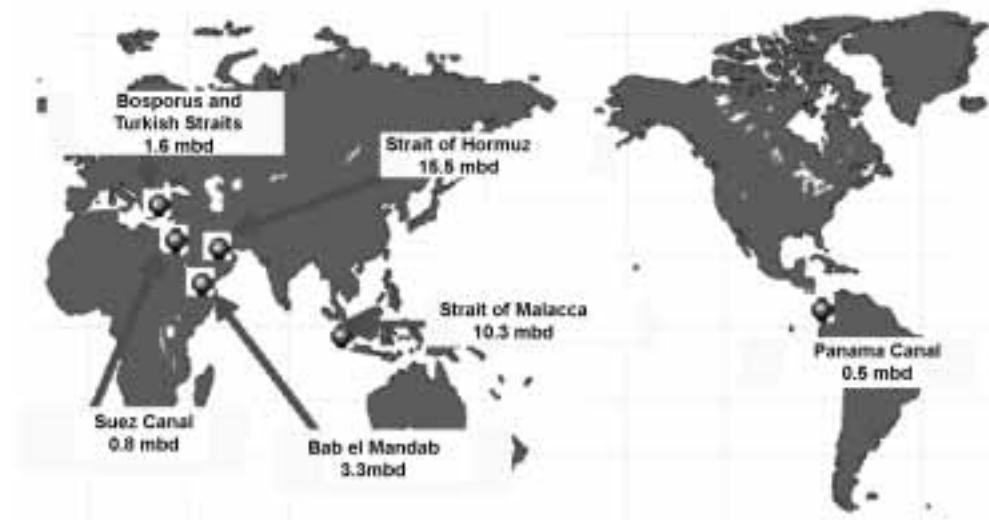 Bosporus and
Turkish Straits
1.6 mbd
Strait of Hormuz
15.5 mbd
Strait of Malacca
10.3 mbd
Panama Canal
0.5 mbd
Suez Canal
0.8 mbd
Bab el Mandab
3.3mbd